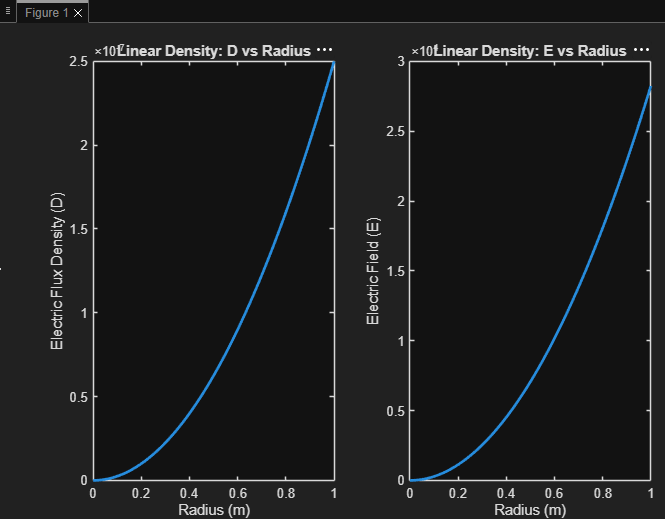 Figure 1
Linear Density: D vs Radius
2.5
2
1.5
1
0.5
0
Electric Flux Density (D)
0 0.2 0.4 0.6 0.8 1
Radius (m)
Linear Density: E vs Radius
3
2.5
2
1.5
1
0.5
0
Electric Field (E)
0 0.2 0.4 0.6 0.8 1
Radius (m)